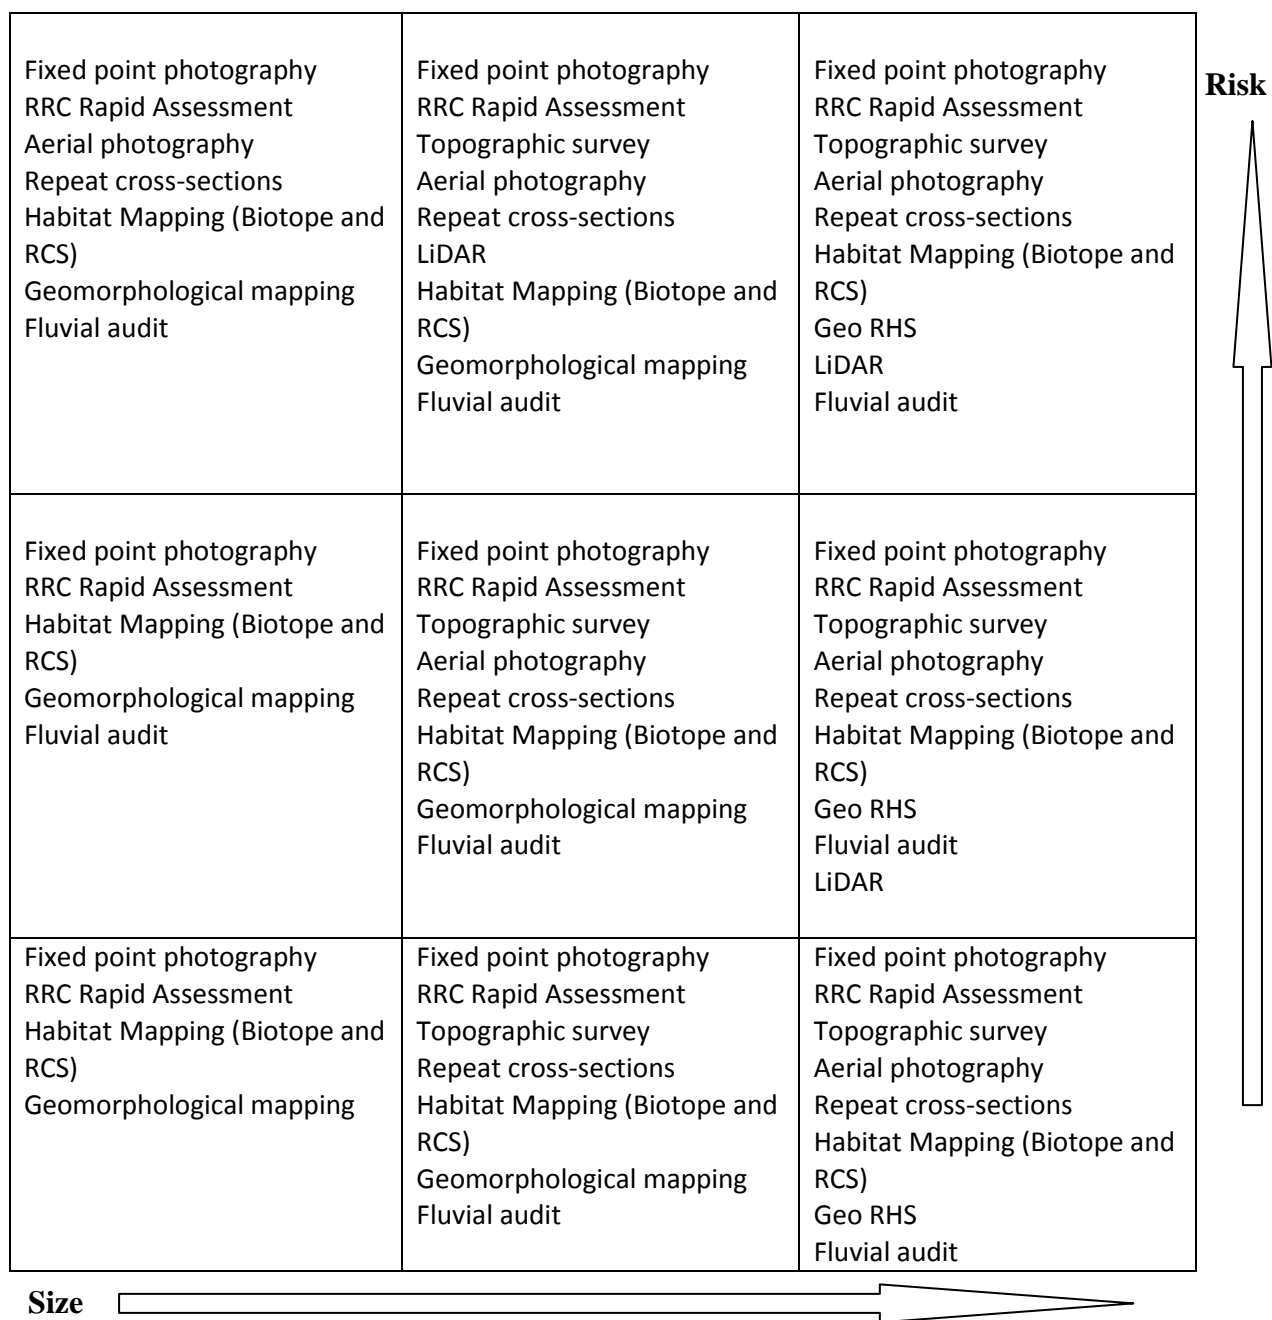 Fixed point photography
RRC Rapid Assessment
Aerial photography
Repeat cross-sections
Habitat Mapping (Biotope and
RCS)
Geomorphological mapping
Fluvial audit
Fixed point photography
RRC Rapid Assessment
Topographic survey
Aerial photography
Repeat cross-sections
LiDAR
Habitat Mapping (Biotope and
RCS)
Geomorphological mapping
Fluvial audit
Fixed point photography
RRC Rapid Assessment
Topographic survey
Aerial photography
Repeat cross-sections
Habitat Mapping (Biotope and
RCS)
Geo RHS
LiDAR
Fluvial audit
Risk
Fixed point photography
RRC Rapid Assessment
Habitat Mapping (Biotope and
RCS)
Geomorphological mapping
Fluvial audit
Fixed point photography
RRC Rapid Assessment
Topographic survey
Aerial photography
Repeat cross-sections
Habitat Mapping (Biotope and
RCS)
Geomorphological mapping
Fluvial audit
Fixed point photography
RRC Rapid Assessment
Topographic survey
Aerial photography
Repeat cross-sections
Habitat Mapping (Biotope and
RCS)
Geo RHS
Fluvial audit
LiDAR
Fixed point photography
RRC Rapid Assessment
Habitat Mapping (Biotope and
RCS)
Geomorphological mapping
Fixed point photography
RRC Rapid Assessment
Topographic survey
Repeat cross-sections
Habitat Mapping (Biotope and
RCS)
Geomorphological mapping
Fluvial audit
Fixed point photography
RRC Rapid Assessment
Topographic survey
Aerial photography
Repeat cross-sections
Habitat Mapping (Biotope and
RCS)
Geo RHS
Fluvial audit
Size